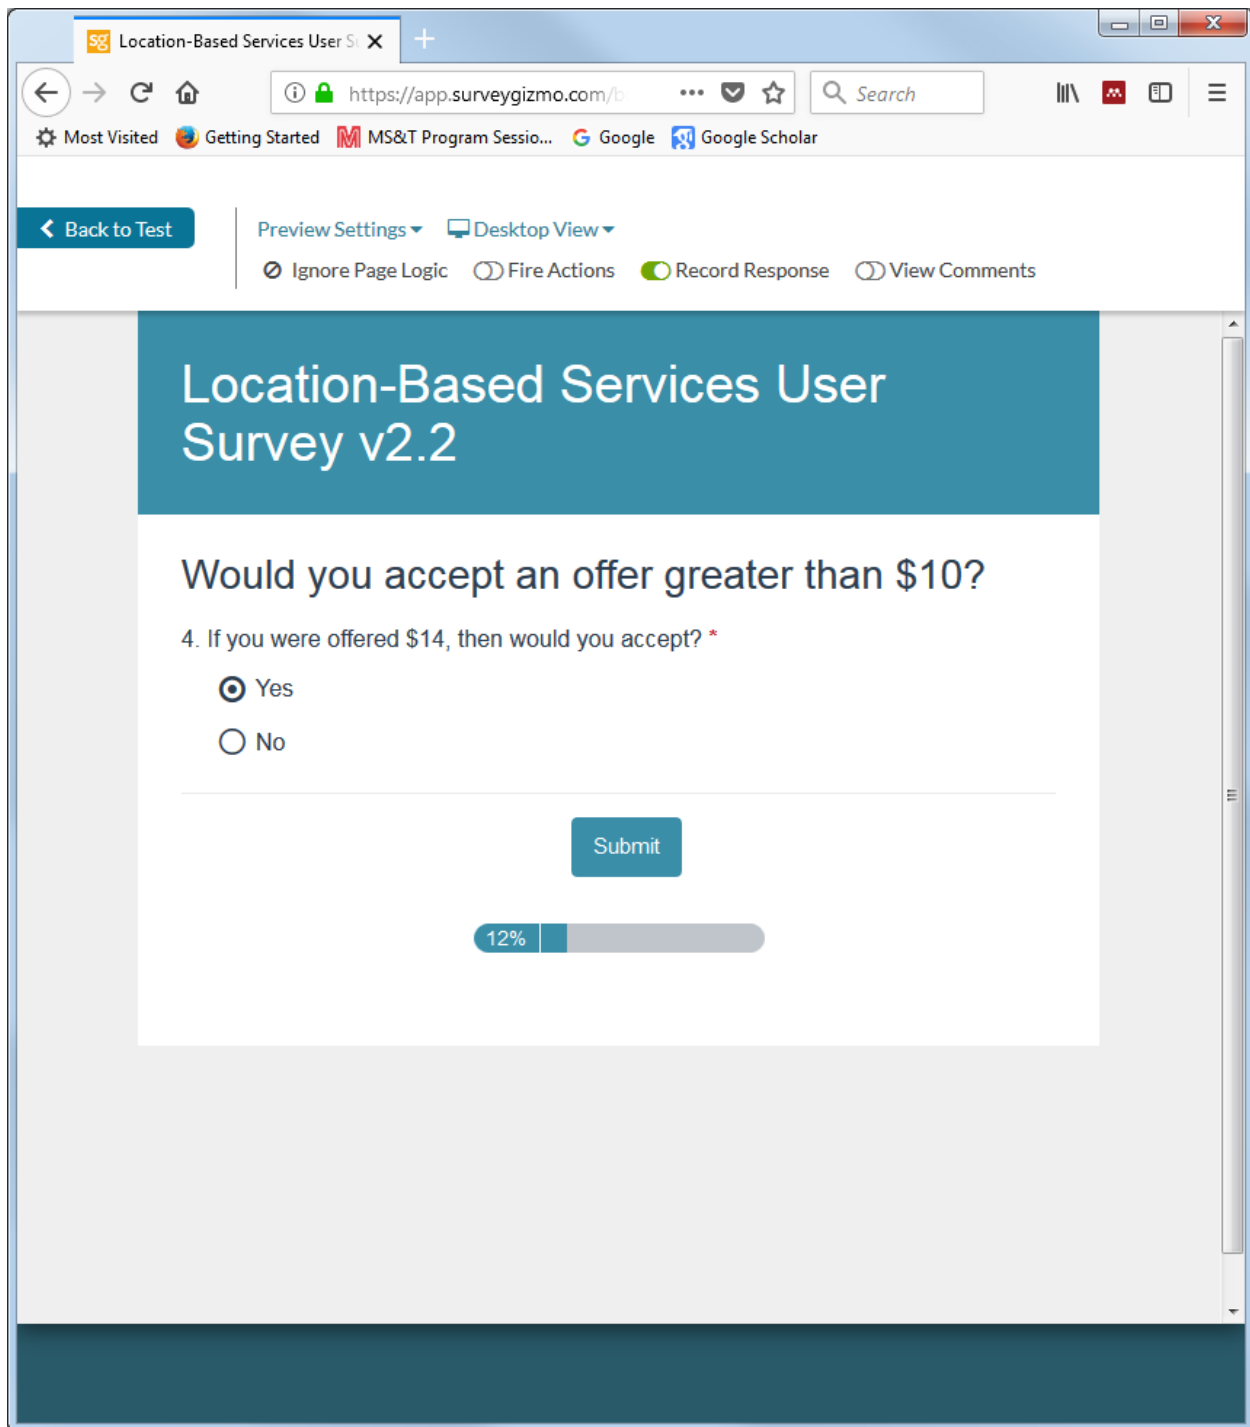 sg Location-Based Services User S
https://app.surveygizmo.com/b
Search
Most Visited Getting Started MS&T Program Sessio... Google Google Scholar
Back to Test
Preview Settings Desktop View
Ignore Page Logic Fire Actions Record Response View Comments
Location-Based Services User
Survey v2.2
Would you accept an offer greater than $10?
4. If you were offered $14, then would you accept? *
Yes
No
Submit
12%